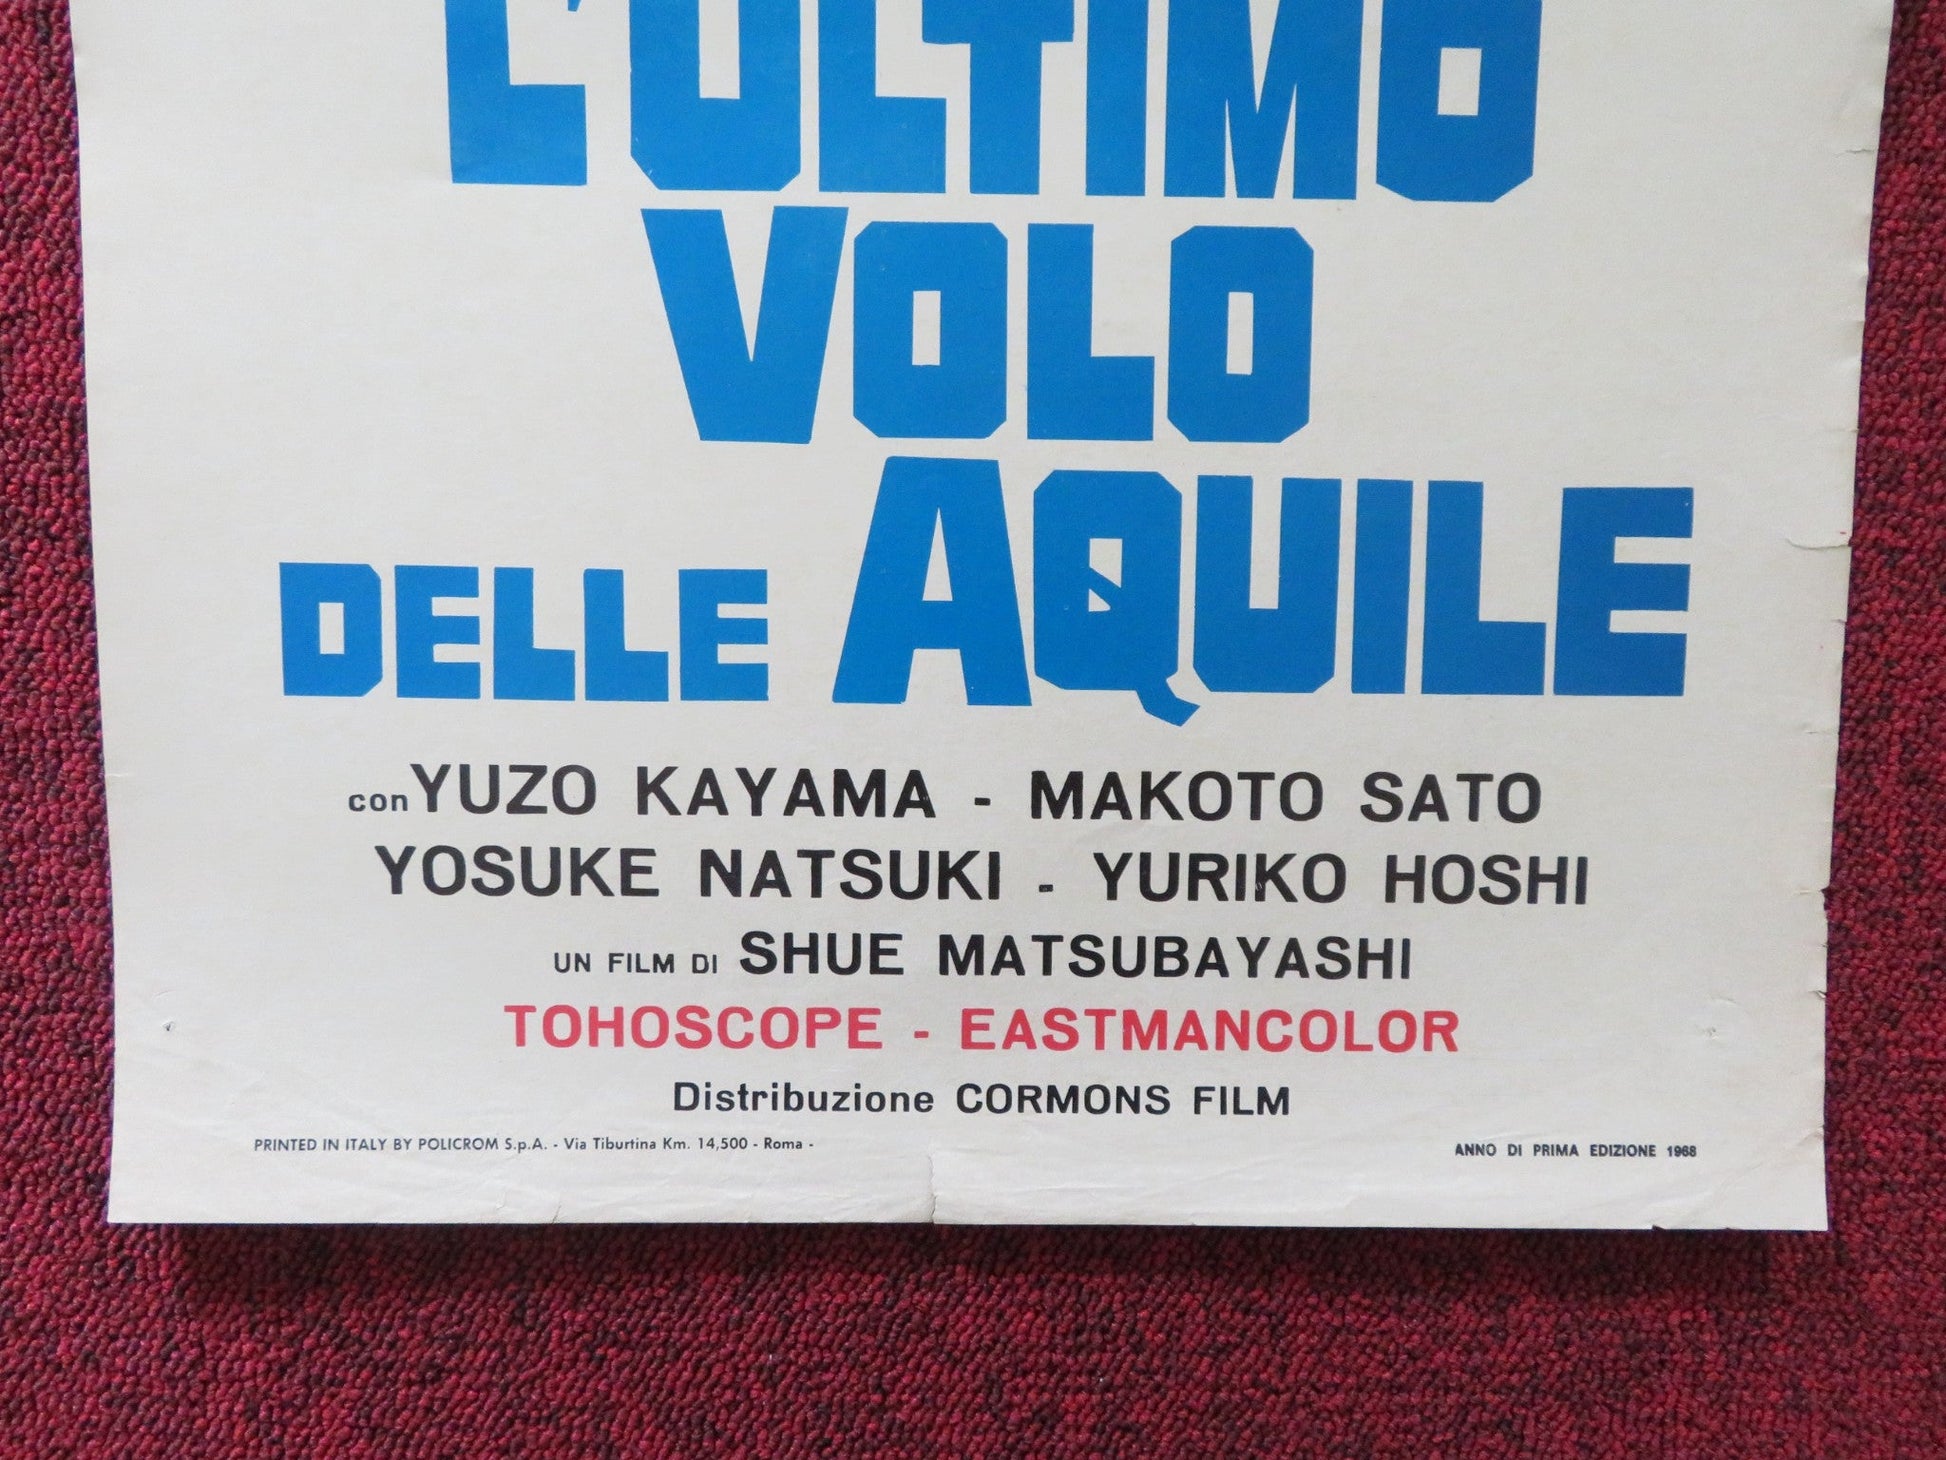 L'ULTIMO
VOLO
DELLE AQUILE
con YUZO KAYAMA - MAKOTO SATO
YOSUKE NATSUKI - YURIKO HOSHI
UN FILM DI SHUE MATSUBAYASHI
TOHOSCOPE - EASTMANCOLOR
Distribuzione CORMONS FILM
PRINTED IN ITALY BY POLICROM S.p.A. - Via Tiburtina Km. 14,500 - Roma -
ANNO DI PRIMA EDIZIONE 1968